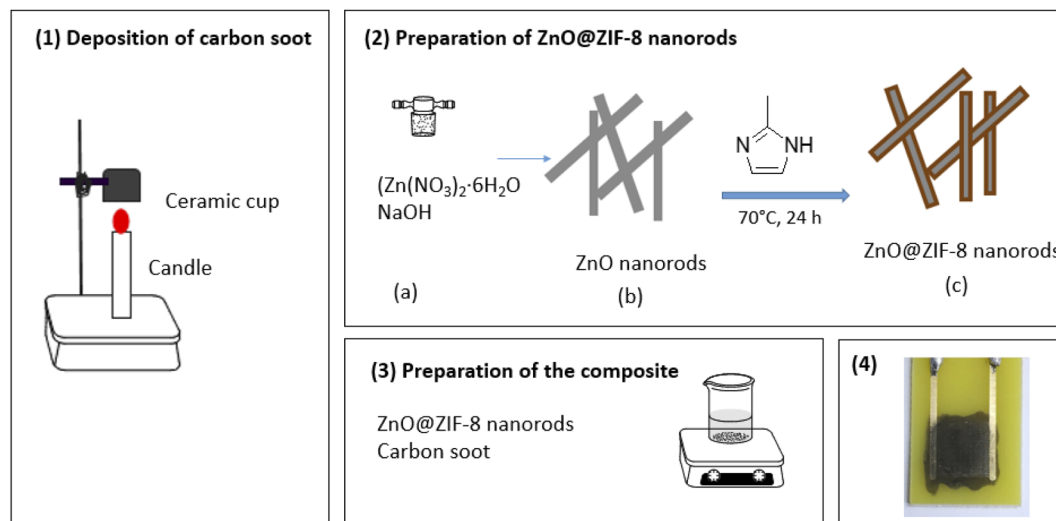 (1) Deposition of carbon soot
Ceramic cup
Candle
(2) Preparation of ZnO@ZIF-8 nanorods
(Zn(NO₃)₂·6H₂O
NaOH
(a)
ZnO nanorods
(b)
N
NH
70°C, 24 h
ZnO@ZIF-8 nanorods
(c)
(3) Preparation of the composite
ZnO@ZIF-8 nanorods
Carbon soot
(4)